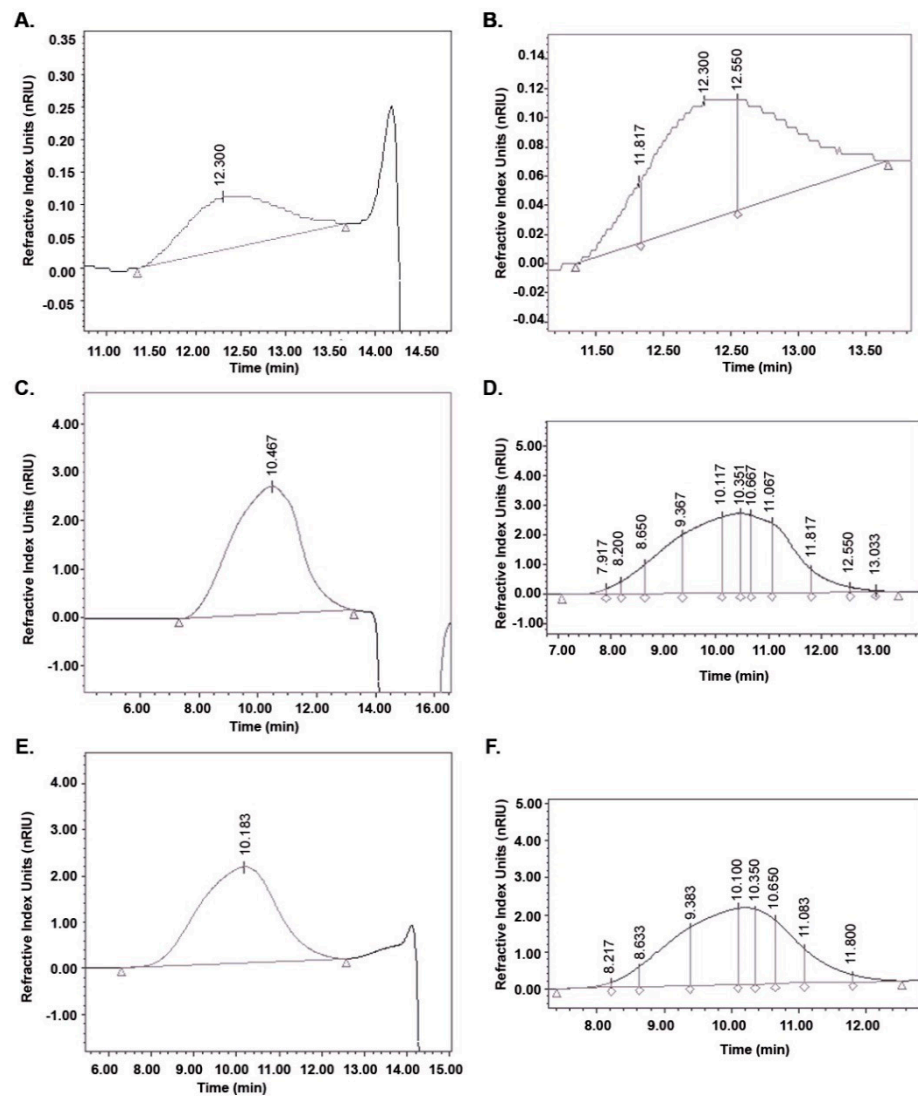 A.
0.35
0.30
0.25
0.20
0.15
0.10
0.05
0.00
-0.05
Refractive Index Units (nRIU)
12.300
11.00 12.00 12.50 13.00 13.50 14.00 14.50
Time (min)
B.
0.14
0.12
0.10
0.08
0.06
0.04
0.02
0.00
-0.02
-0.04
Refractive Index Units (nRIU)
11.817
12.300
12.550
11.50 12.50 13.00 13.50
Time (min)
C.
4.00
3.00
2.00
1.00
0.00
-1.00
Refractive Index Units (nRIU)
10.467
6.00 8.00 10.00 12.00 14.00 16.00
Time (min)
D.
5.00
4.00
3.00
2.00
1.00
0.00
-1.00
Refractive Index Units (nRIU)
7.917
8.200
8.650
9.367
10.117
10.351
10.667
11.067
11.817
12.550
13.033
7.00 8.00 9.00 10.00 11.00 12.00 13.00
Time (min)
E.
4.00
3.00
2.00
1.00
0.00
-1.00
Refractive Index Units (nRIU)
10.183
6.00 7.00 8.00 9.00 10.00 11.00 12.00 13.00 14.00 15.00
Time (min)
F.
5.00
4.00
3.00
2.00
1.00
0.00
Refractive Index Units (nRIU)
8.217
8.633
9.383
10.100
10.350
10.650
11.083
11.800
8.00 9.00 10.00 11.00 12.00
Time (min)